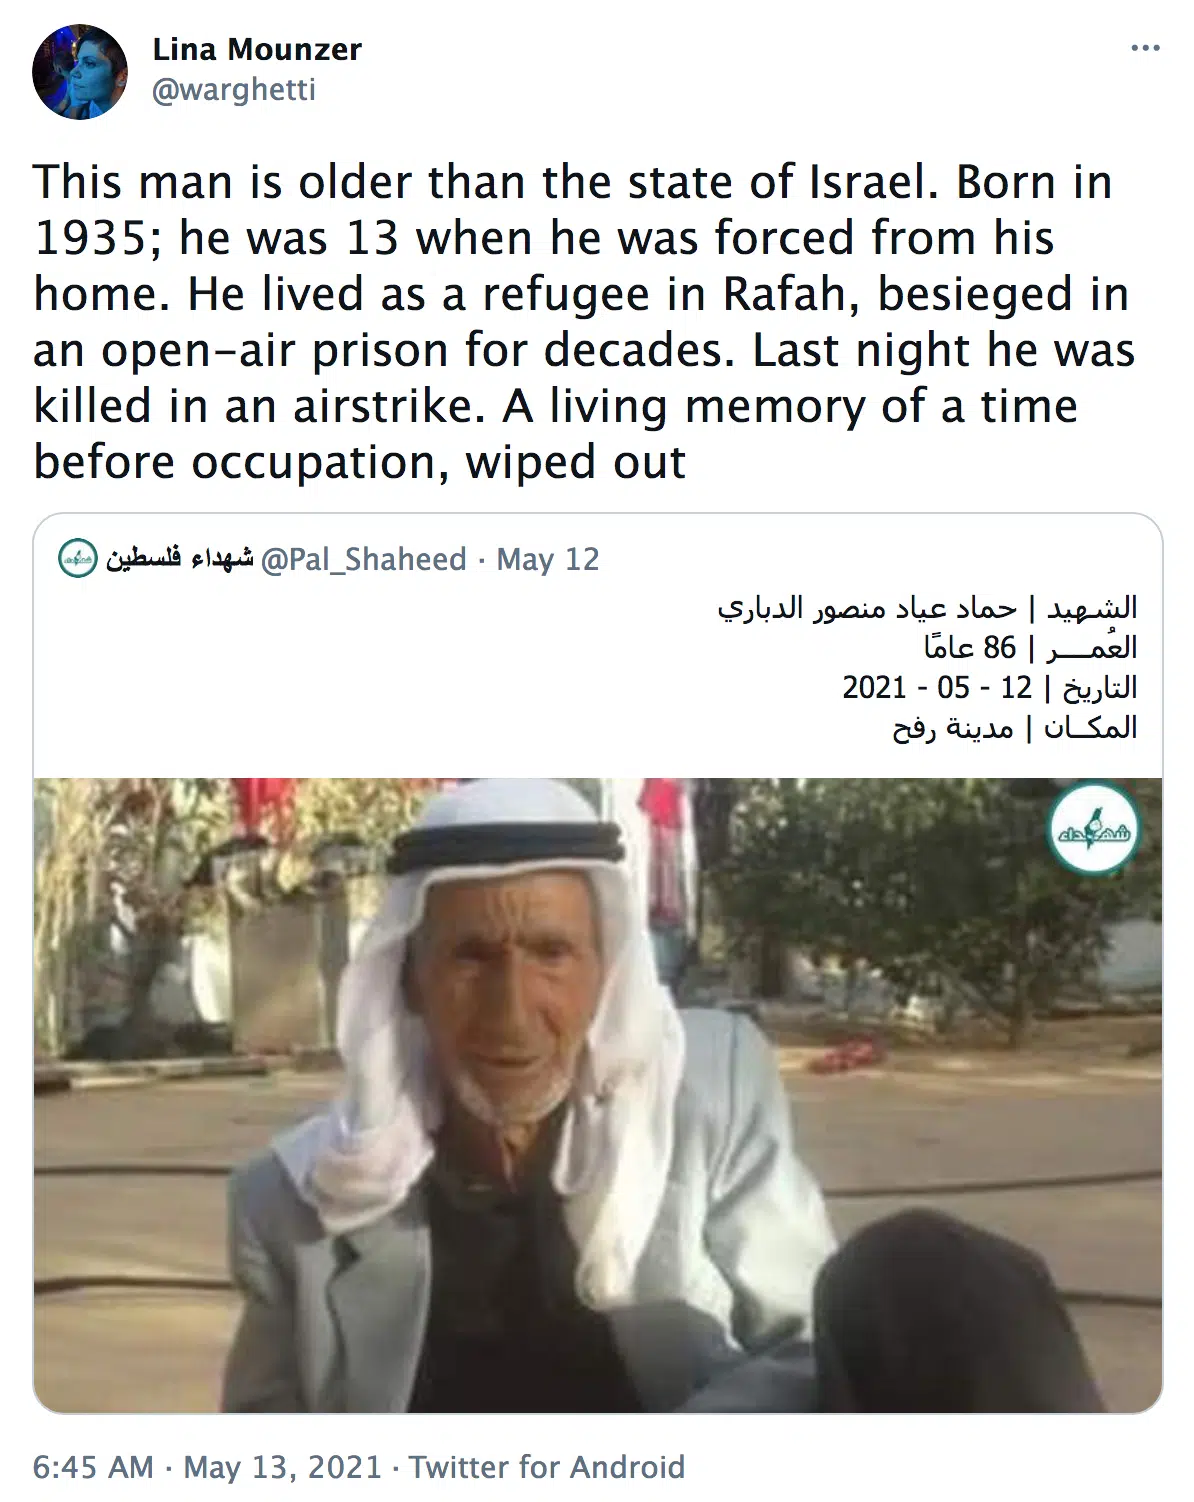 Lina Mounzer
@warghetti
This man is older than the state of Israel. Born in
1935; he was 13 when he was forced from his
home. He lived as a refugee in Rafah, besieged in
an open-air prison for decades. Last night he was
killed in an airstrike. A living memory of a time
before occupation, wiped out
شهداء فلسطين @Pal_Shaheed · May 12
الشهيد | حماد عياد منصور الدباري
العُمـــر | 86 عامًا
التاريخ | 12 - 05 - 2021
المكــان | مدينة رفح
شهداء
6:45 AM · May 13, 2021 · Twitter for Android